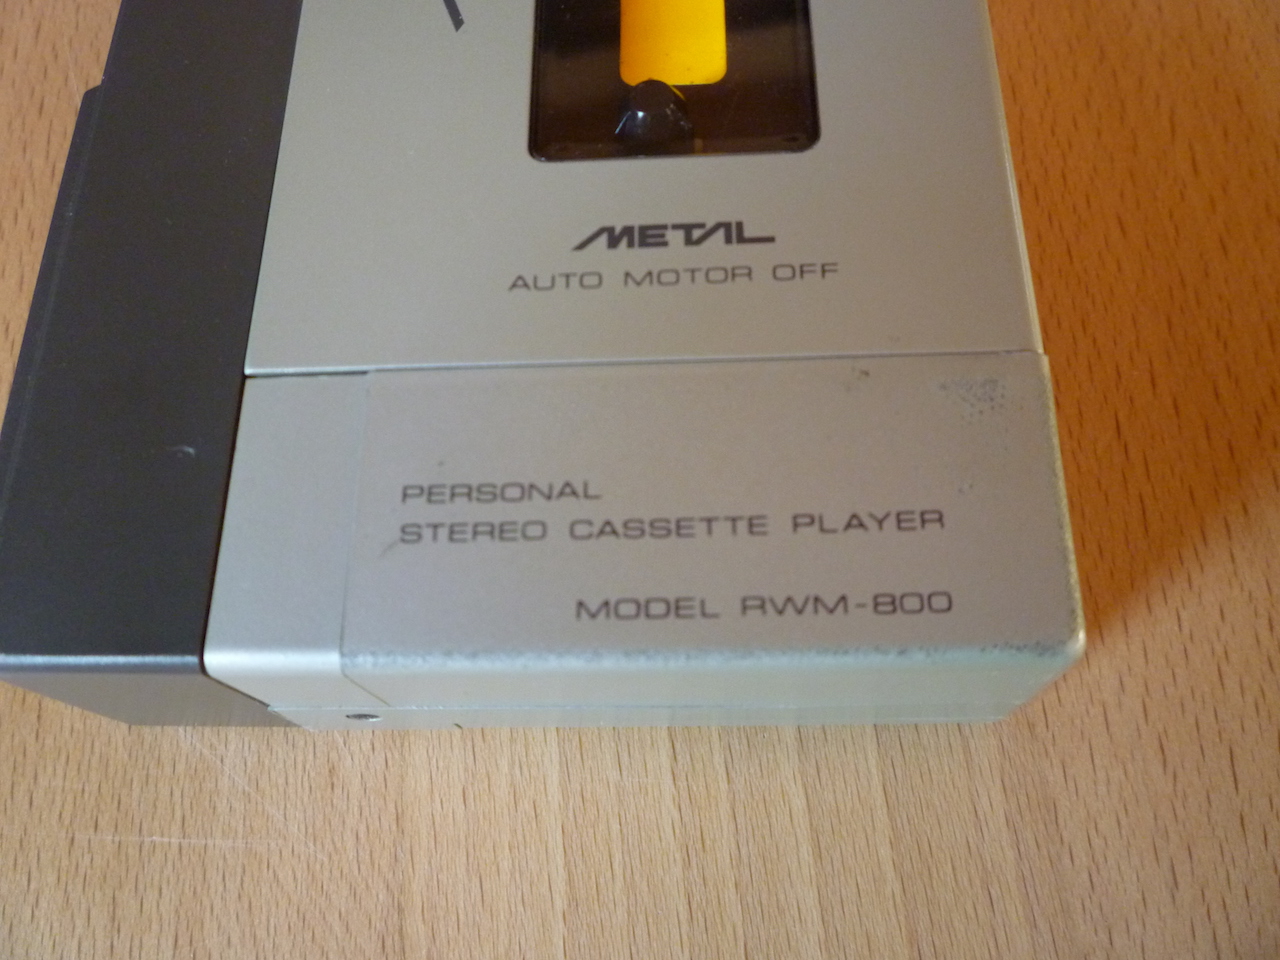 METAL
AUTO MOTOR OFF
PERSONAL
STEREO CASSETTE PLAYER
MODEL RWM-800